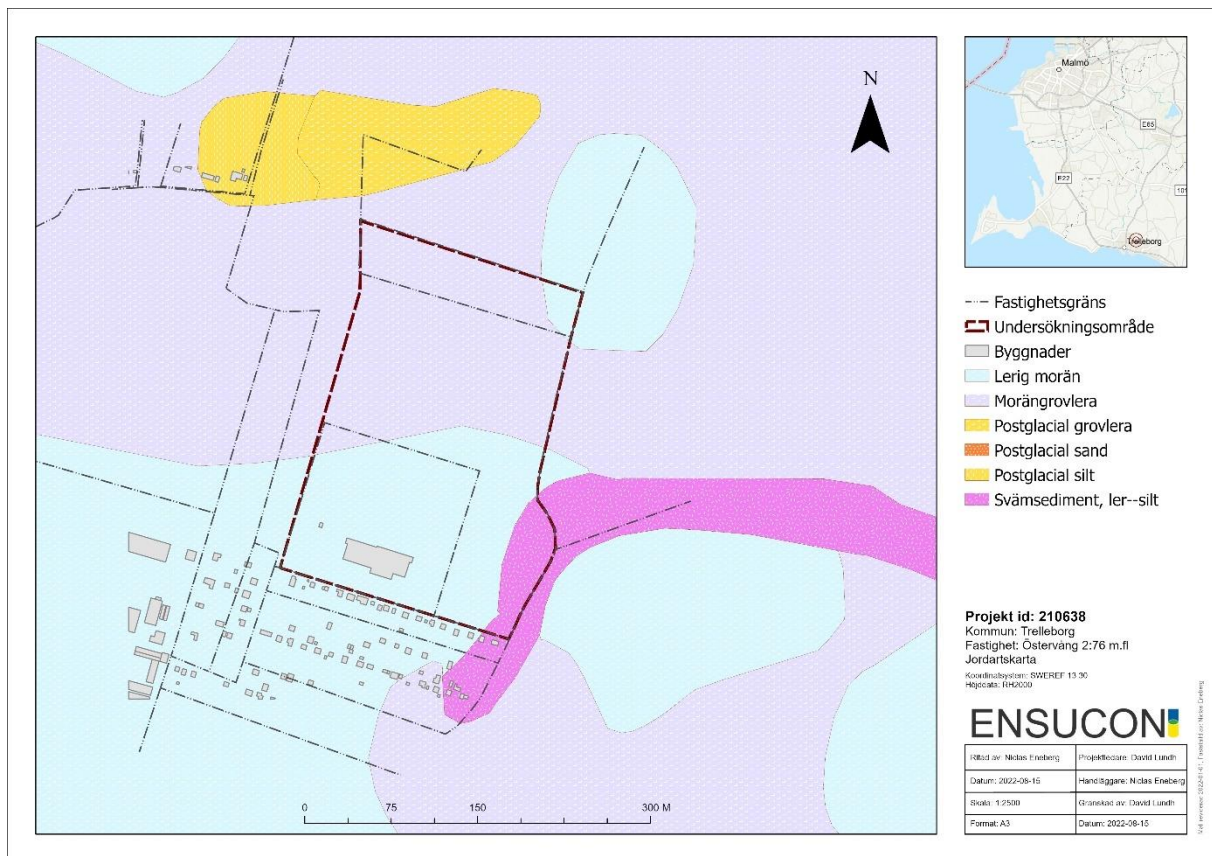 N
Malmö
E65
E22
101
Trelleborg
Fastighetsgräns
Undersökningsområde
Byggnader
Lerig morän
Morängrovlera
Postglacial grovlera
Postglacial sand
Postglacial silt
Svämsediment, ler--silt
Projekt id: 210638
Kommun: Trelleborg
Fastighet: Östervång 2:76 m.fl
Jordartskarta
Koordinatsystem: SWEREF 13 30
Höjddata: RH2000
ENSUCON
Ritad av: Niclas Eneberg
Projektledare: David Lundh
Datum: 2022-08-15
Handläggare: Niclas Eneberg
Skala: 1:2500
Granskad av: David Lundh
Format: A3
Datum: 2022-08-15
0 75 150 300 M